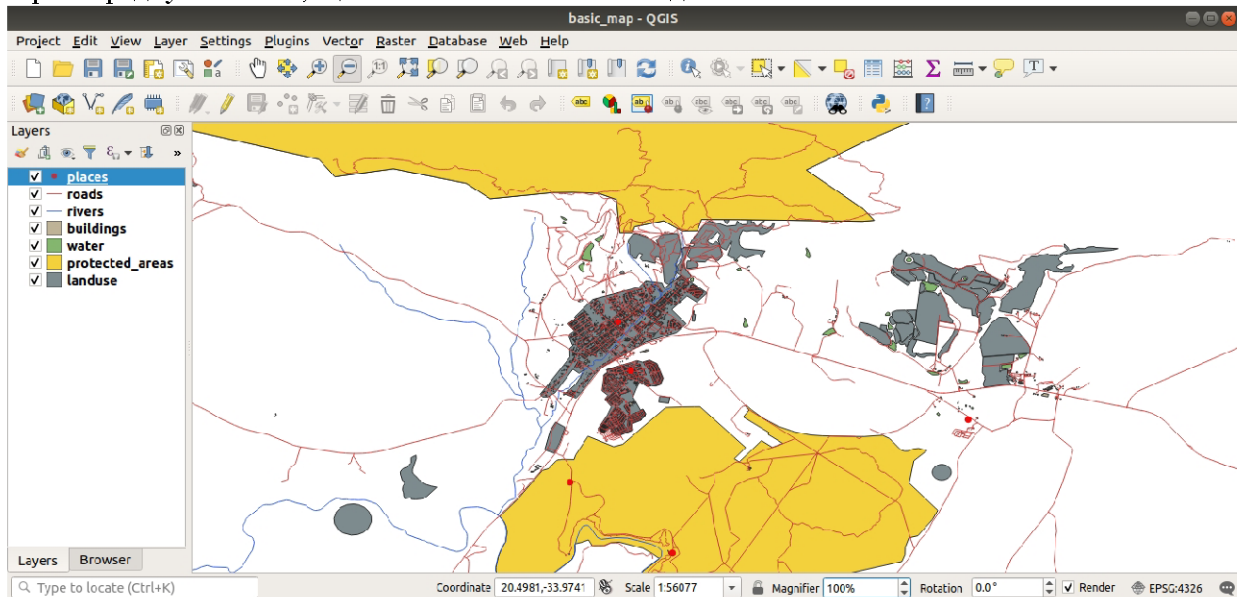 basic_map - QGIS
Project Edit View Layer Settings Plugins Vector Raster Database Web Help
Layers
places
roads
rivers
buildings
water
protected_areas
landuse
Layers Browser
Type to locate (Ctrl+K) Coordinate 20.4981,-33.9741 Scale 1:56077 Magnifier 100% Rotation 0.0° Render EPSG:4326